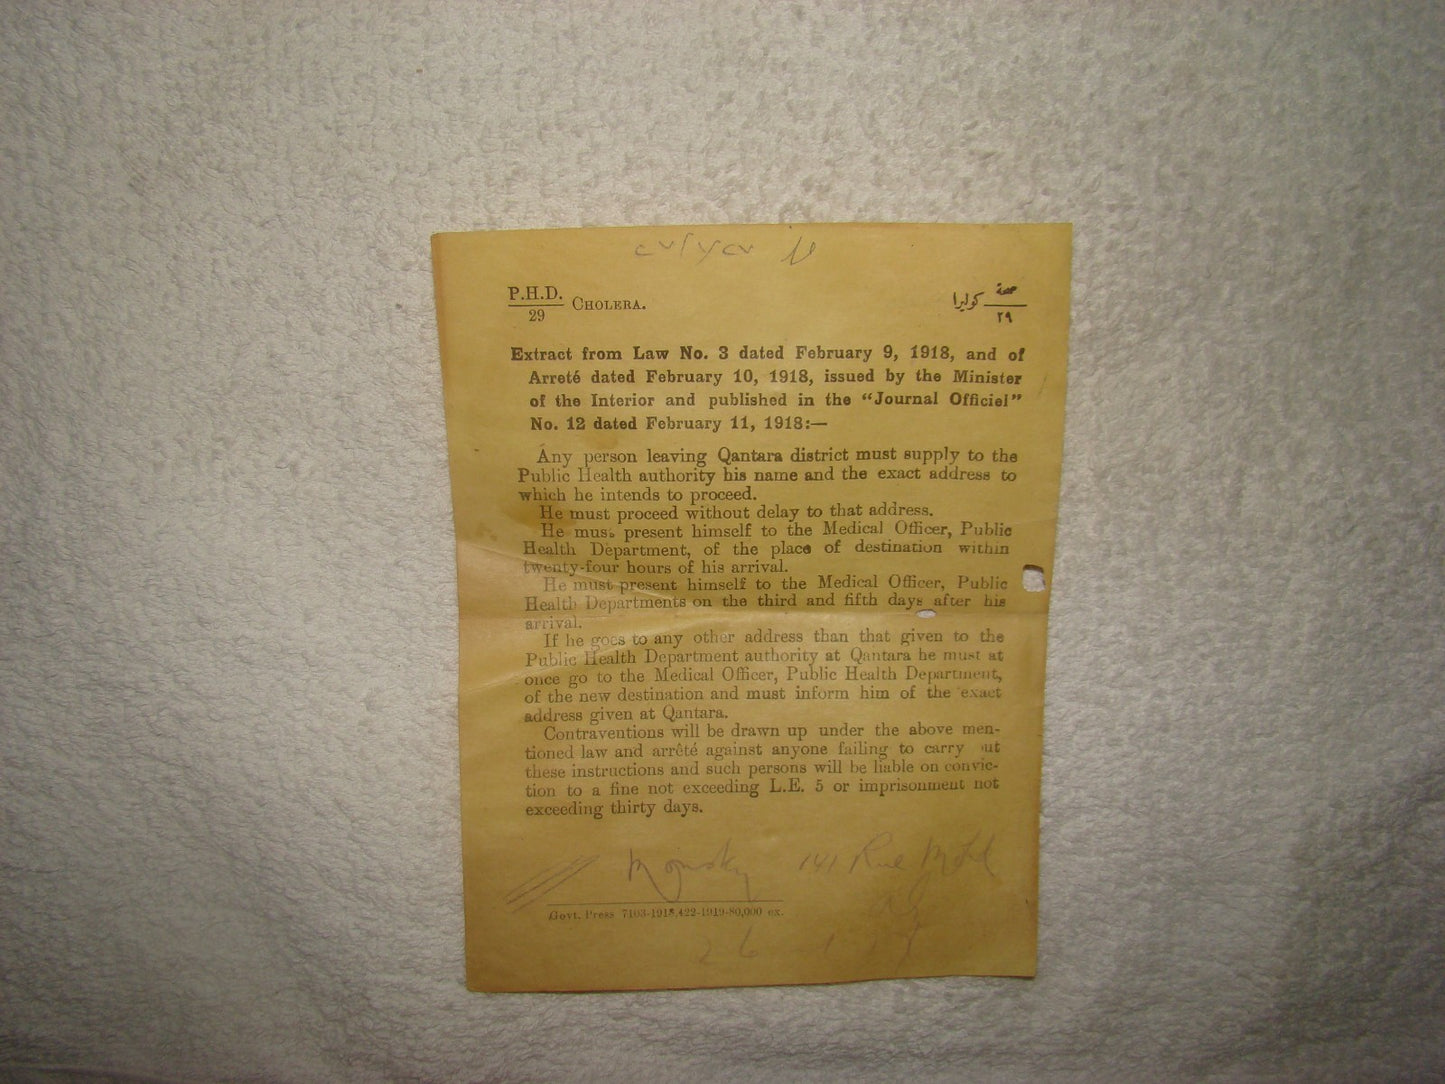 P.H.D.
29
CHOLERA.
صحة
٢٩
كوليرا
Extract from Law No. 3 dated February 9, 1918, and of
Arreté dated February 10, 1918, issued by the Minister
of the Interior and published in the “Journal Officiel”
No. 12 dated February 11, 1918:—
Any person leaving Qantara district must supply to the
Public Health authority his name and the exact address to
which he intends to proceed.
He must proceed without delay to that address.
He must present himself to the Medical Officer, Public
Health Department, of the place of destination within
twenty-four hours of his arrival.
He must present himself to the Medical Officer, Public
Health Departments on the third and fifth days after his
arrival.
If he goes to any other address than that given to the
Public Health Department authority at Qantara he must at
once go to the Medical Officer, Public Health Department,
of the new destination and must inform him of the exact
address given at Qantara.
Contraventions will be drawn up under the above men-
tioned law and arrêté against anyone failing to carry out
these instructions and such persons will be liable on convic-
tion to a fine not exceeding L.E. 5 or imprisonment not
exceeding thirty days.
141 Rue
Govt. Press 7103-1918,422-1919-80,000 ex.